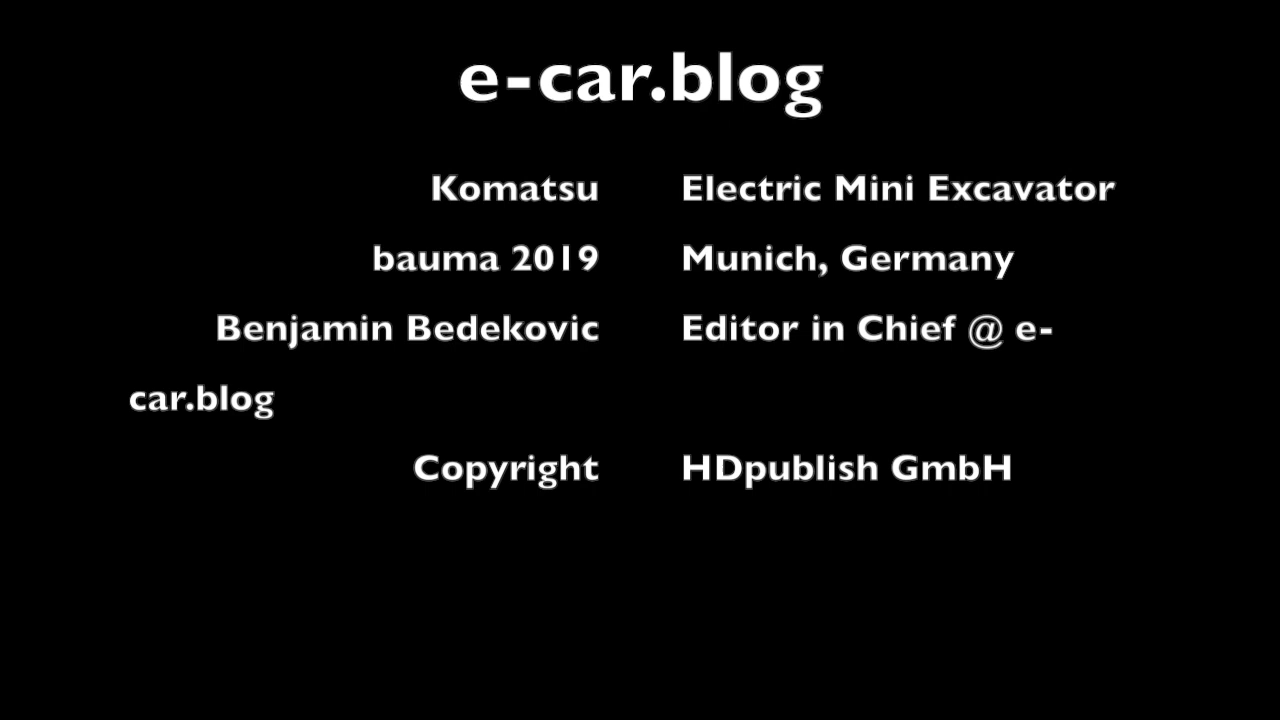 e-car.blog
Komatsu Electric Mini Excavator
bauma 2019 Munich, Germany
Benjamin Bedekovic Editor in Chief @ e-
car.blog
Copyright HDpublish GmbH